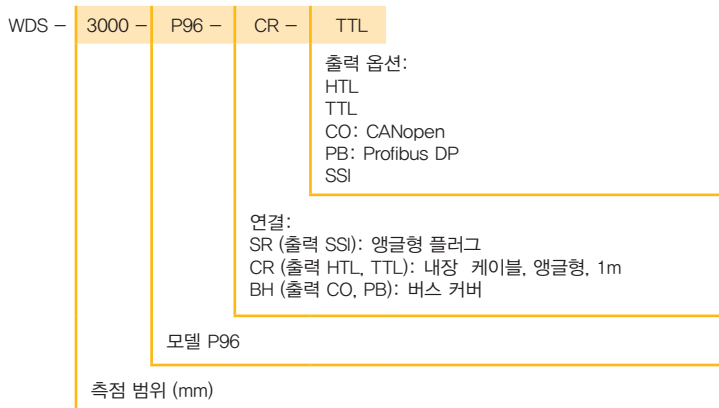 WDS – 3000 – P96 – CR – TTL
출력 옵션:
HTL
TTL
CO: CANopen
PB: Profibus DP
SSI
연결:
SR (출력 SSI): 앵글형 플러그
CR (출력 HTL, TTL): 내장 케이블, 앵글형, 1m
BH (출력 CO, PB): 버스 커버
모델 P96
측점 범위 (mm)